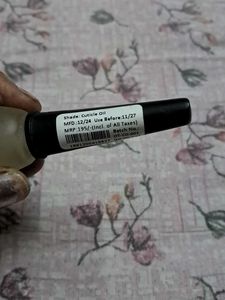 Shade: Cuticle Oil
MFD :12/24 Use Before:11/27
MRP:195/-(Incl. of All Taxes)
Batch No.: